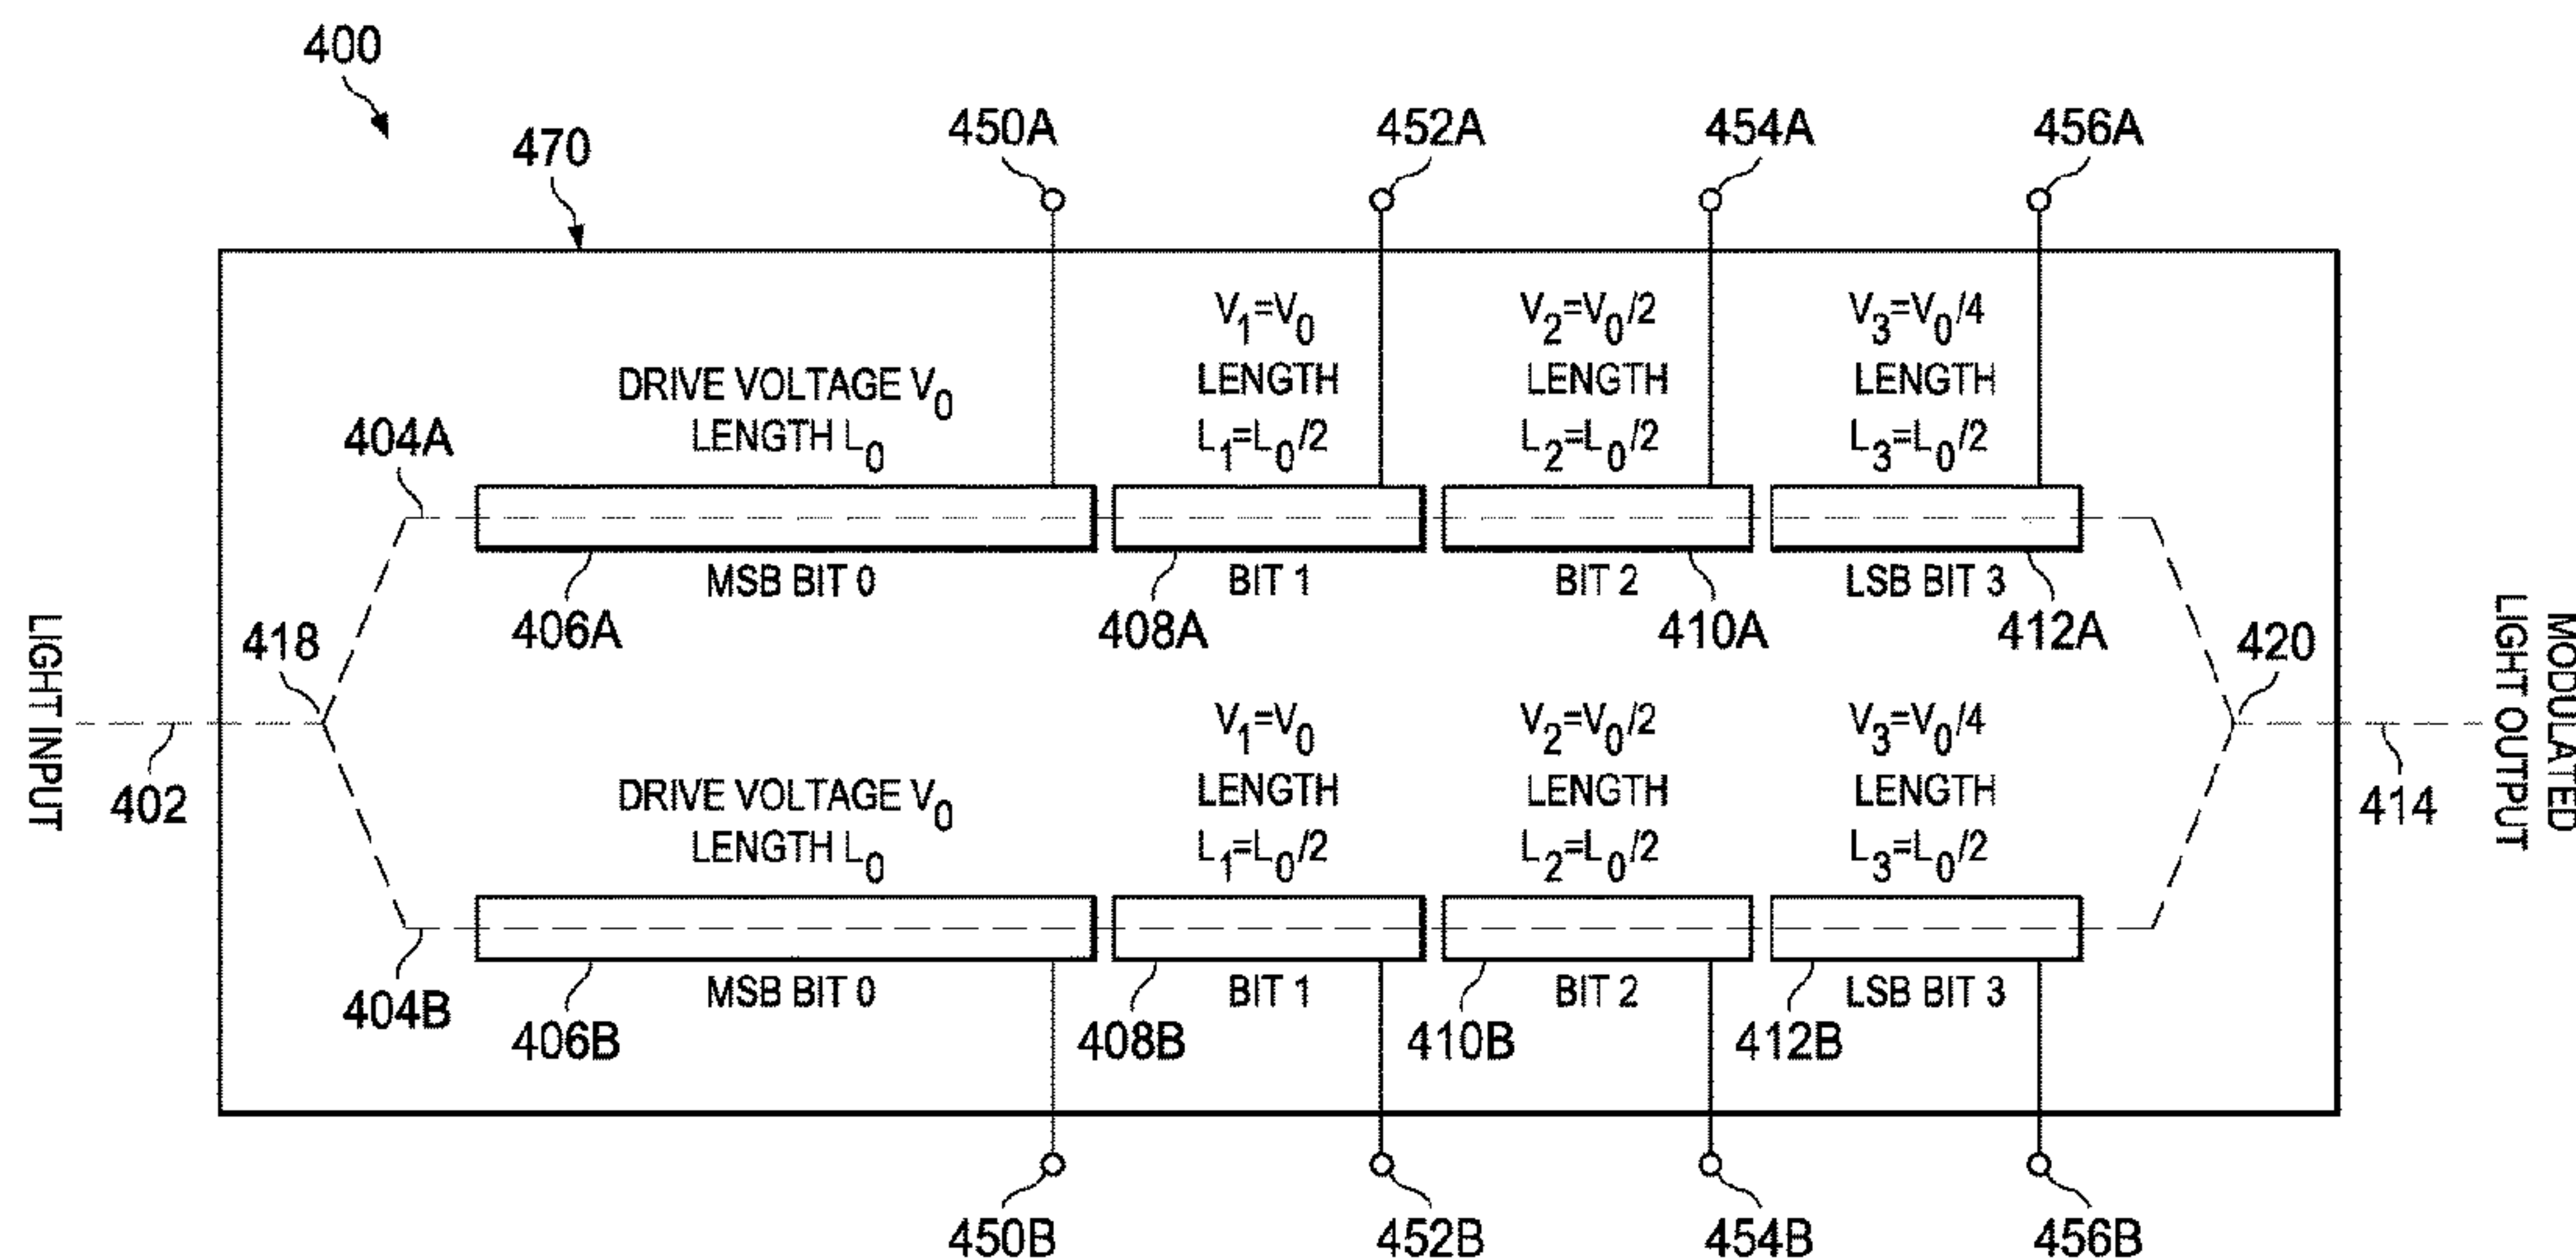 400
470
450A
452A
454A
456A
V₁=V₀
LENGTH
L₁=L₀/2
V₂=V₀/2
LENGTH
L₂=L₀/2
V₃=V₀/4
LENGTH
L₃=L₀/2
DRIVE VOLTAGE V₀
LENGTH L₀
404A
MSB BIT 0
BIT 1
BIT 2
LSB BIT 3
406A
408A
410A
412A
418
420
LIGHT INPUT
402
MODULATED
LIGHT OUTPUT
414
V₁=V₀
LENGTH
L₁=L₀/2
V₂=V₀/2
LENGTH
L₂=L₀/2
V₃=V₀/4
LENGTH
L₃=L₀/2
DRIVE VOLTAGE V₀
LENGTH L₀
404B
MSB BIT 0
BIT 1
BIT 2
LSB BIT 3
406B
408B
410B
412B
450B
452B
454B
456B